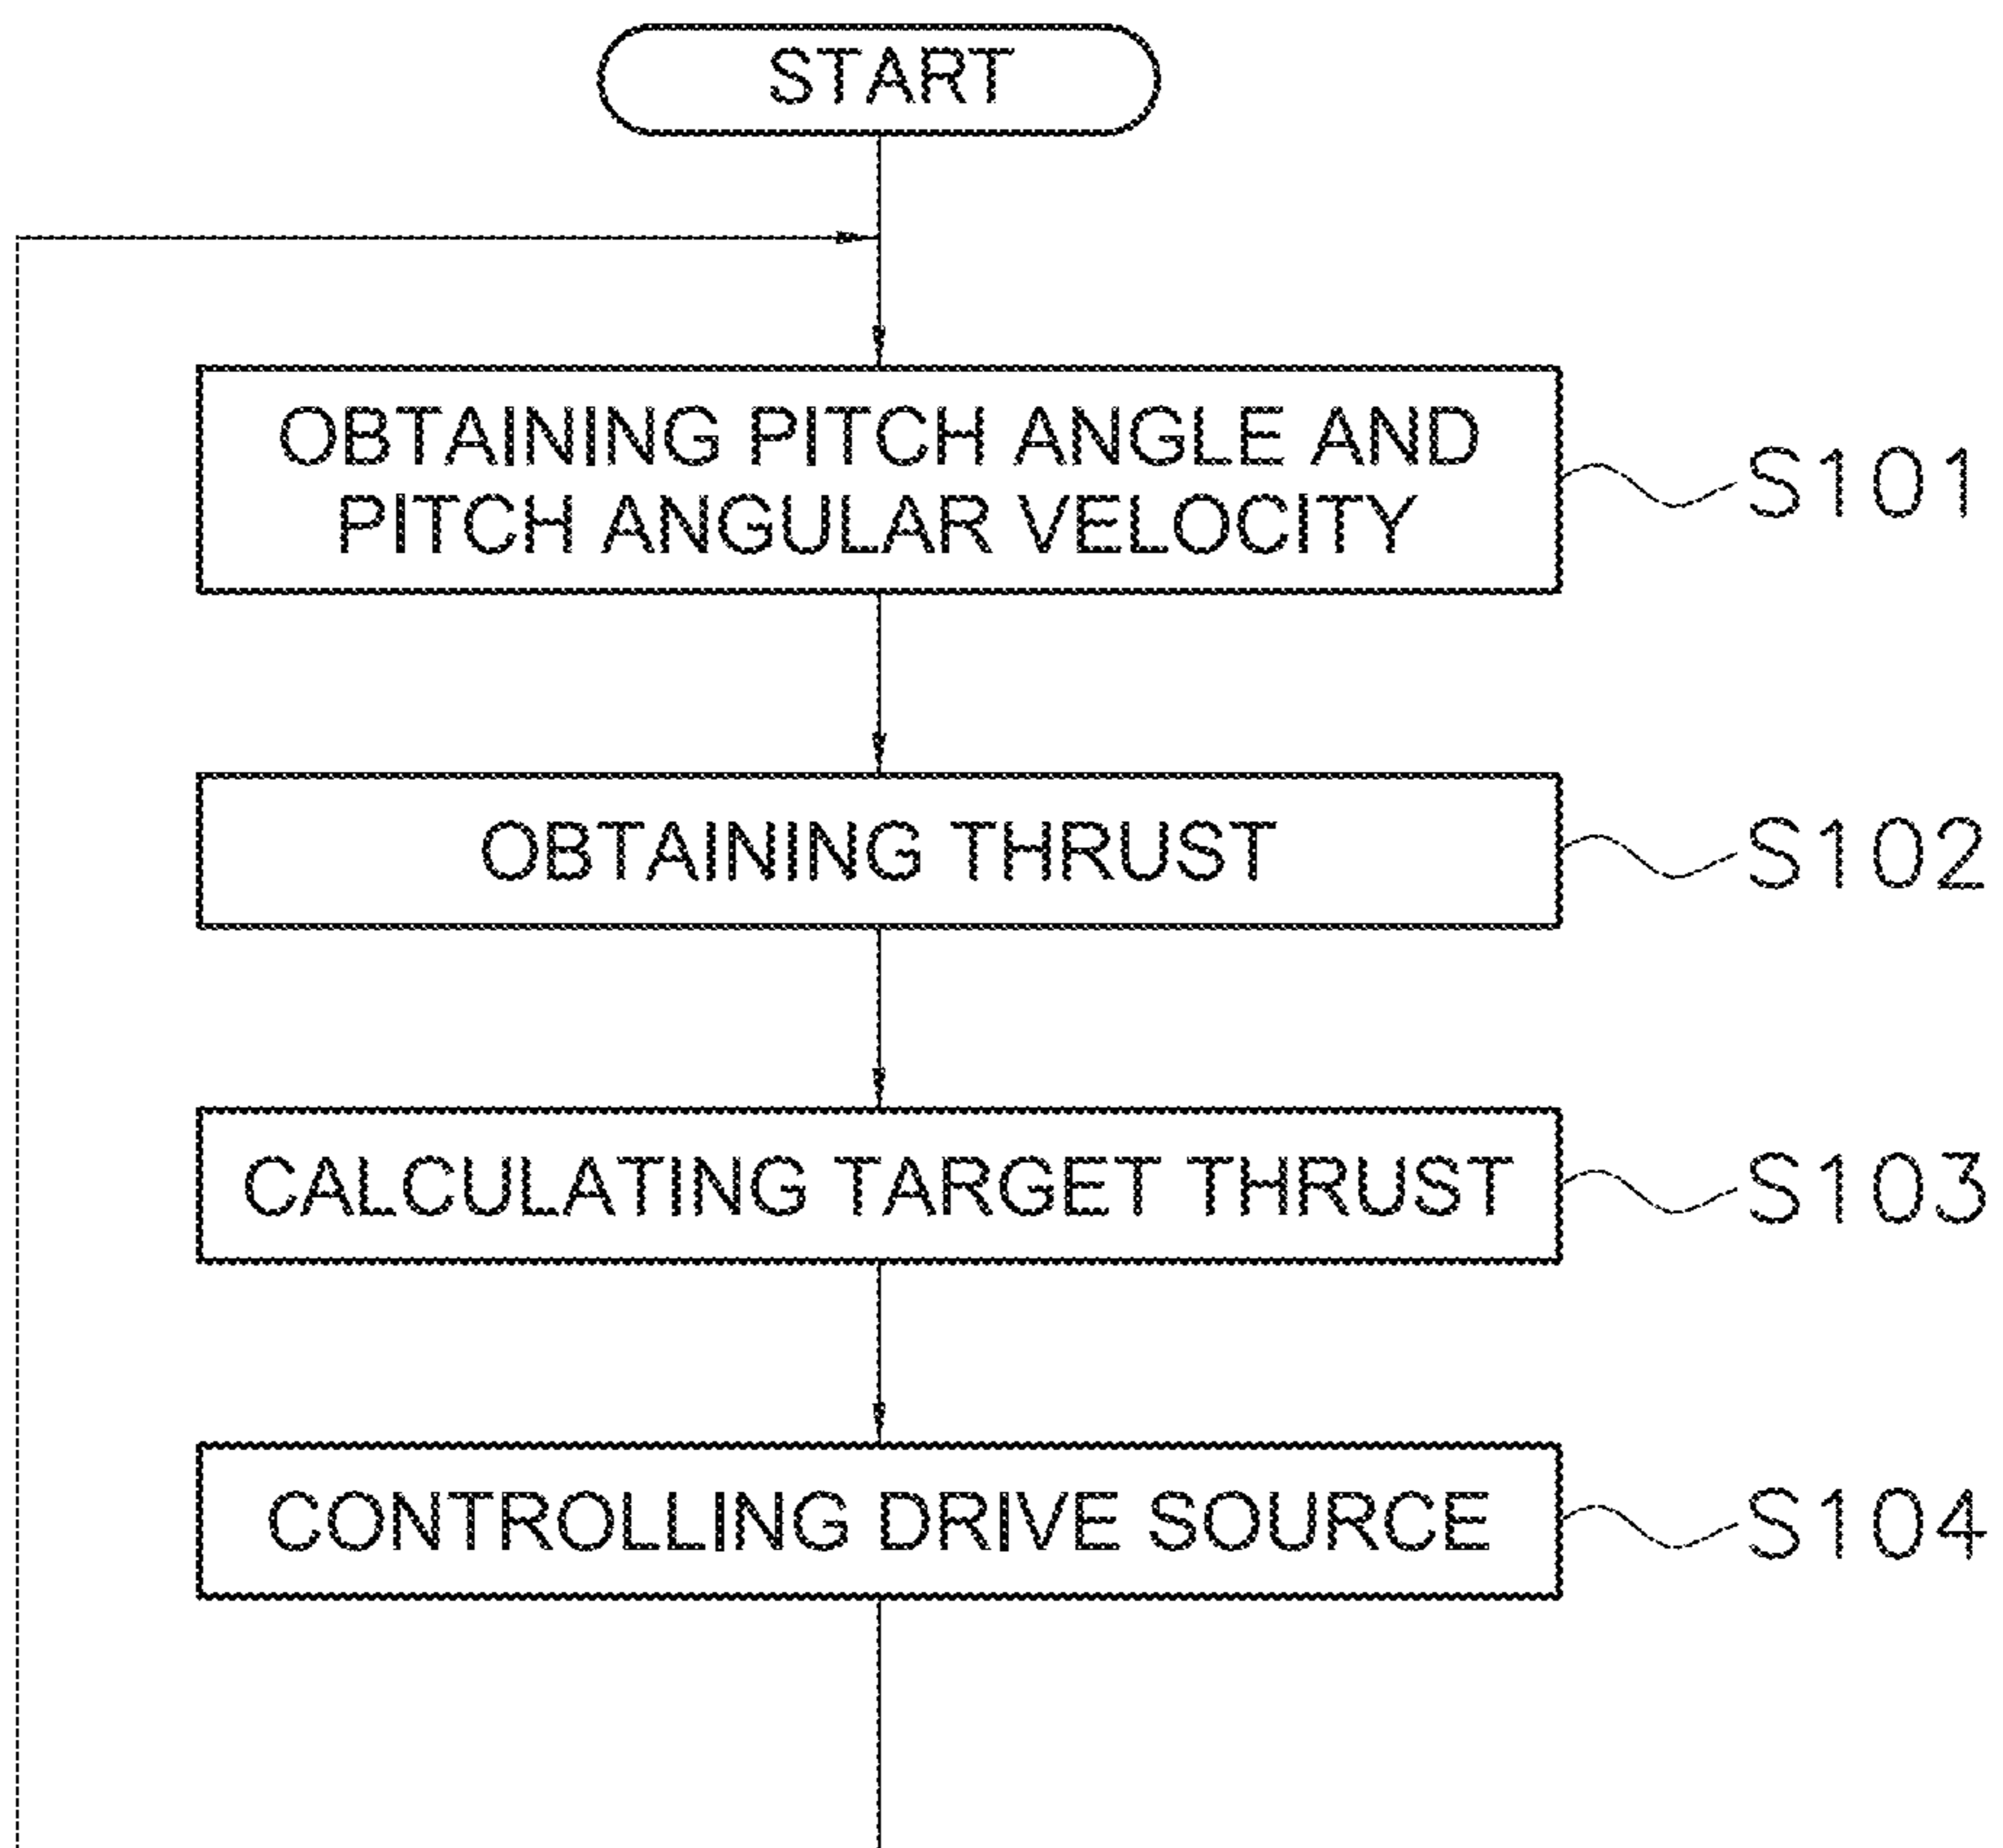 START
OBTAINING PITCH ANGLE AND
PITCH ANGULAR VELOCITY
S101
OBTAINING THRUST
S102
CALCULATING TARGET THRUST
S103
CONTROLLING DRIVE SOURCE
S104